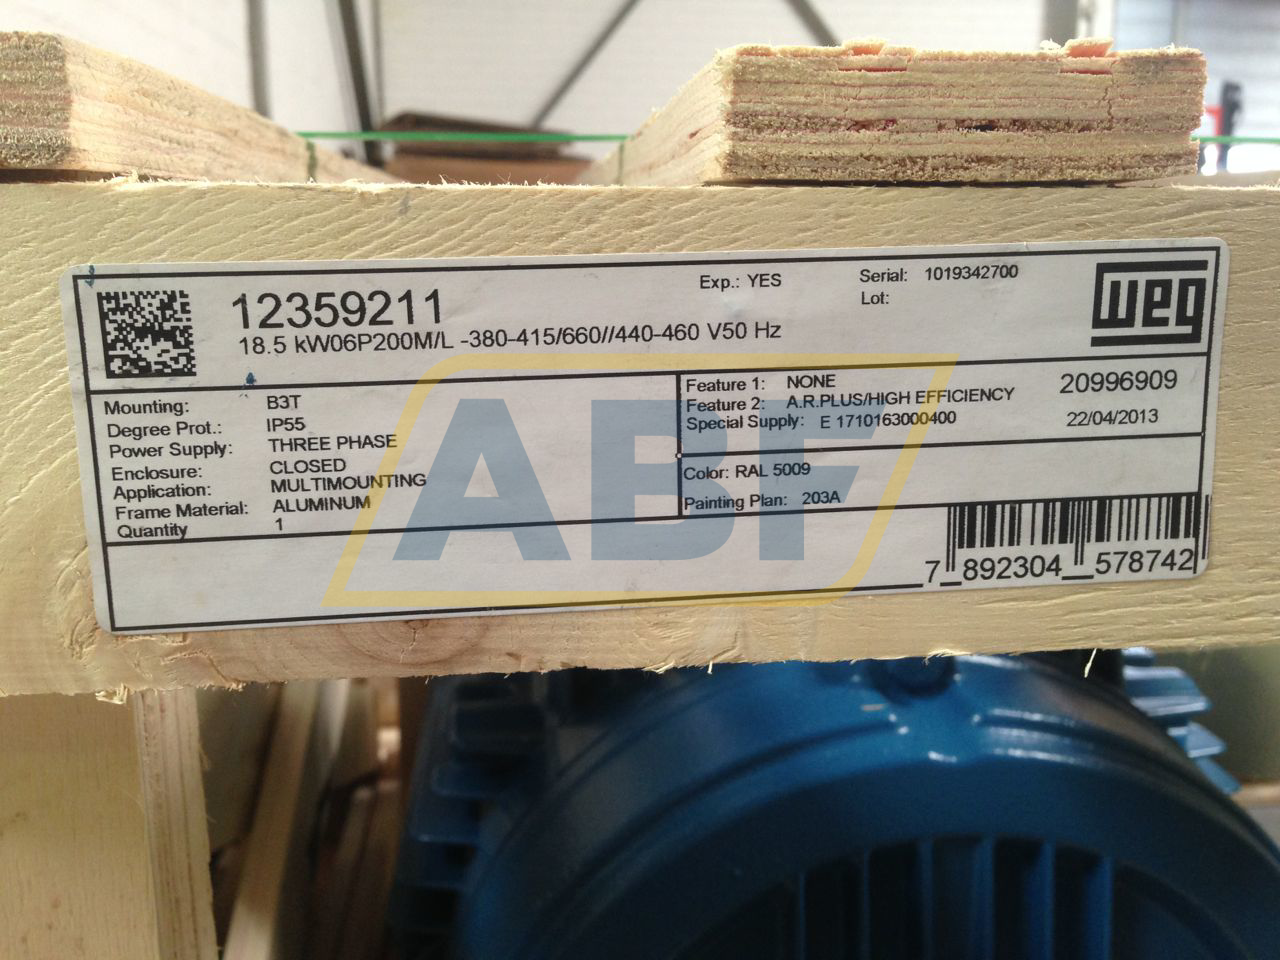 12359211
Exp.: YES
Serial: 1019342700
Lot:
weg
18.5 kW06P200M/L -380-415/660//440-460 V50 Hz
Mounting: B3T
Degree Prot.: IP55
Power Supply: THREE PHASE
Enclosure: CLOSED
Application: MULTIMOUNTING
Frame Material: ALUMINUM
Quantity 1
Feature 1: NONE
Feature 2: A.R.PLUS/HIGH EFFICIENCY
Special Supply: E 1710163000400
20996909
22/04/2013
Color: RAL 5009
Painting Plan: 203A
7 892304 578742
ABF